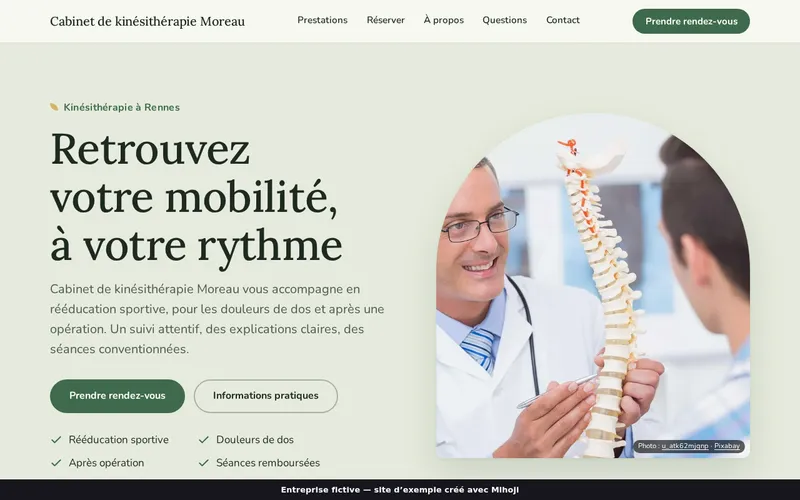 Cabinet de kinésithérapie Moreau
Prestations
Réserver
À propos
Questions
Contact
Prendre rendez-vous
Kinésithérapie à Rennes
Retrouvez
votre mobilité,
à votre rythme
Cabinet de kinésithérapie Moreau vous accompagne en
rééducation sportive, pour les douleurs de dos et après une
opération. Un suivi attentif, des explications claires, des
séances conventionnées.
Prendre rendez-vous
Informations pratiques
Rééducation sportive
Douleurs de dos
Après opération
Séances remboursées
Photo : u_atk62mjqnp · Pixabay
Entreprise fictive — site d’exemple créé avec Mihoji